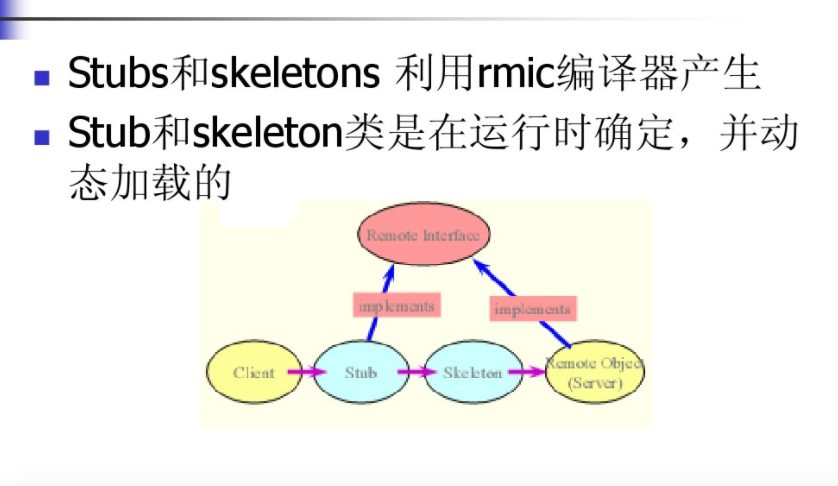 Stubs和skeletons 利用rmic编译器产生
Stub和skeleton类是在运行时确定，并动
态加载的
Remote Interface
implements
implements
Client
Stub
Skeleton
Remote Object
(Server)